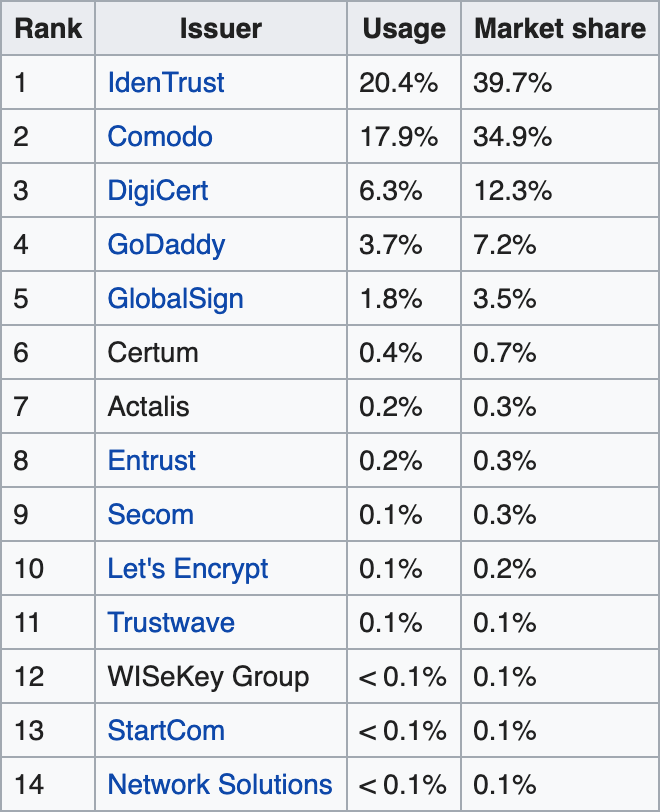 Rank Issuer Usage Market share
1 IdenTrust 20.4% 39.7%
2 Comodo 17.9% 34.9%
3 DigiCert 6.3% 12.3%
4 GoDaddy 3.7% 7.2%
5 GlobalSign 1.8% 3.5%
6 Certum 0.4% 0.7%
7 Actalis 0.2% 0.3%
8 Entrust 0.2% 0.3%
9 Secom 0.1% 0.3%
10 Let's Encrypt 0.1% 0.2%
11 Trustwave 0.1% 0.1%
12 WISeKey Group < 0.1% 0.1%
13 StartCom < 0.1% 0.1%
14 Network Solutions < 0.1% 0.1%